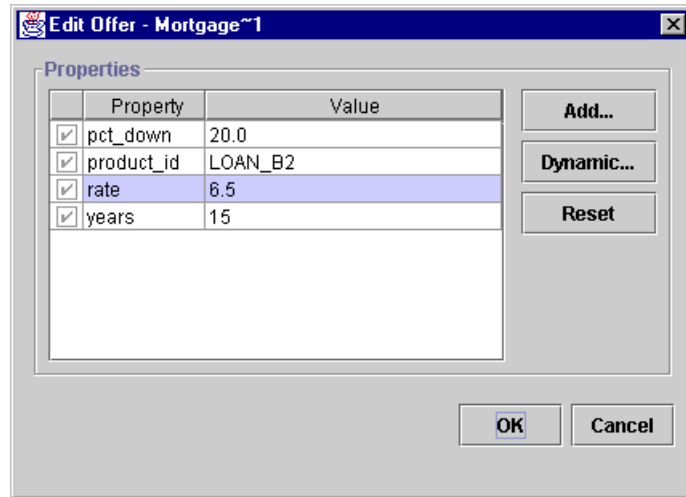 Edit Offer - Mortgage~1
Properties
Property Value
pct_down 20.0
product_id LOAN_B2
rate 6.5
years 15
Add...
Dynamic...
Reset
OK Cancel